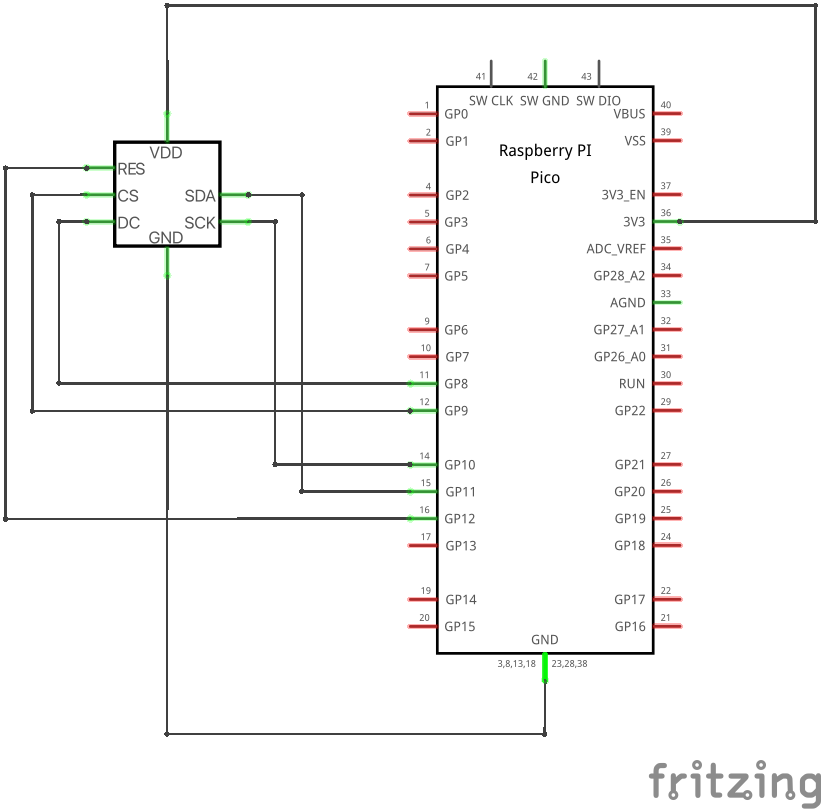 41 42 43
SW CLK SW GND SW DIO
1 GP0 VBUS 40
2 GP1 VSS 39
Raspberry PI
Pico
VDD
RES
CS SDA
DC SCK
GND
4 GP2 3V3_EN 37
5 GP3 3V3 36
6 GP4 ADC_VREF 35
7 GP5 GP28_A2 34
AGND 33
9 GP6 GP27_A1 32
10 GP7 GP26_A0 31
11 GP8 RUN 30
12 GP9 GP22 29
14 GP10 GP21 27
15 GP11 GP20 26
16 GP12 GP19 25
17 GP13 GP18 24
19 GP14 GP17 22
20 GP15 GP16 21
GND
3,8,13,18 23,28,38
fritzing